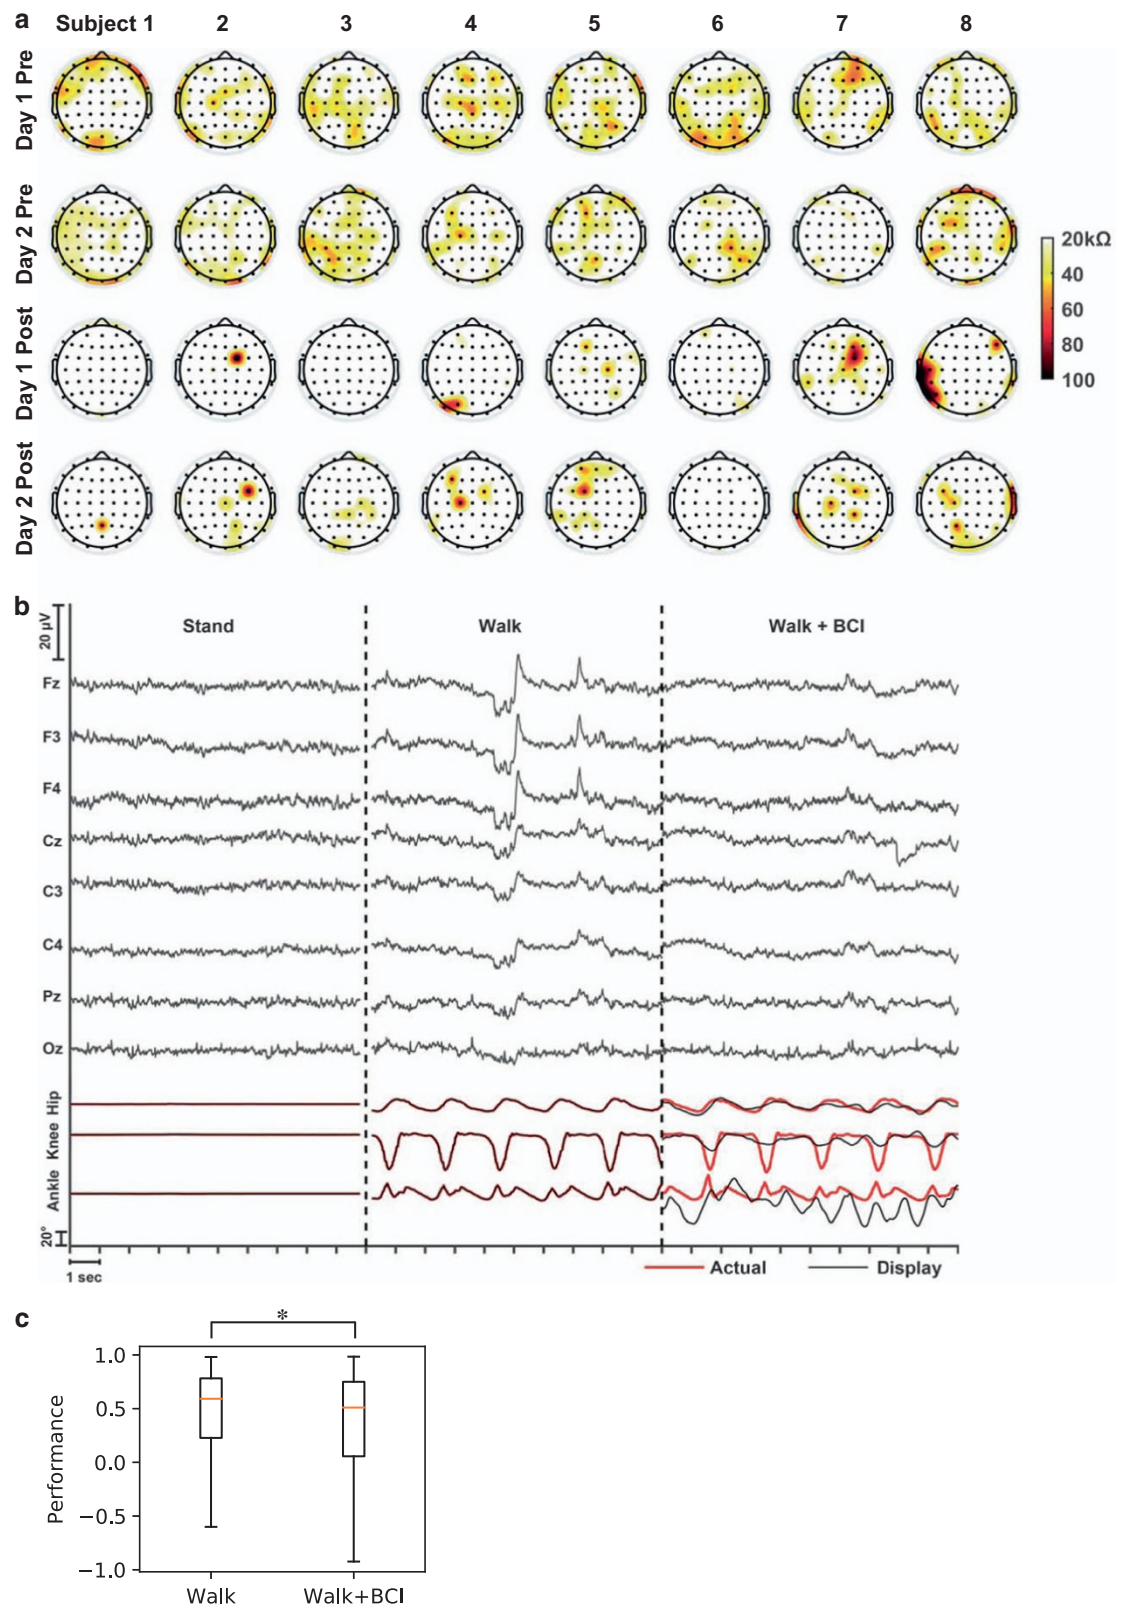 a Subject 1 2 3 4 5 6 7 8
Day 1 Pre
Day 2 Pre
Day 1 Post
Day 2 Post
20kΩ
40
60
80
100
b
20 µV
Stand Walk Walk + BCI
Fz
F3
F4
Cz
C3
C4
Pz
Oz
Hip
Knee
Ankle
20°
1 sec
Actual Display
c
*
1.0
0.5
0.0
−0.5
−1.0
Performance
Walk Walk+BCI